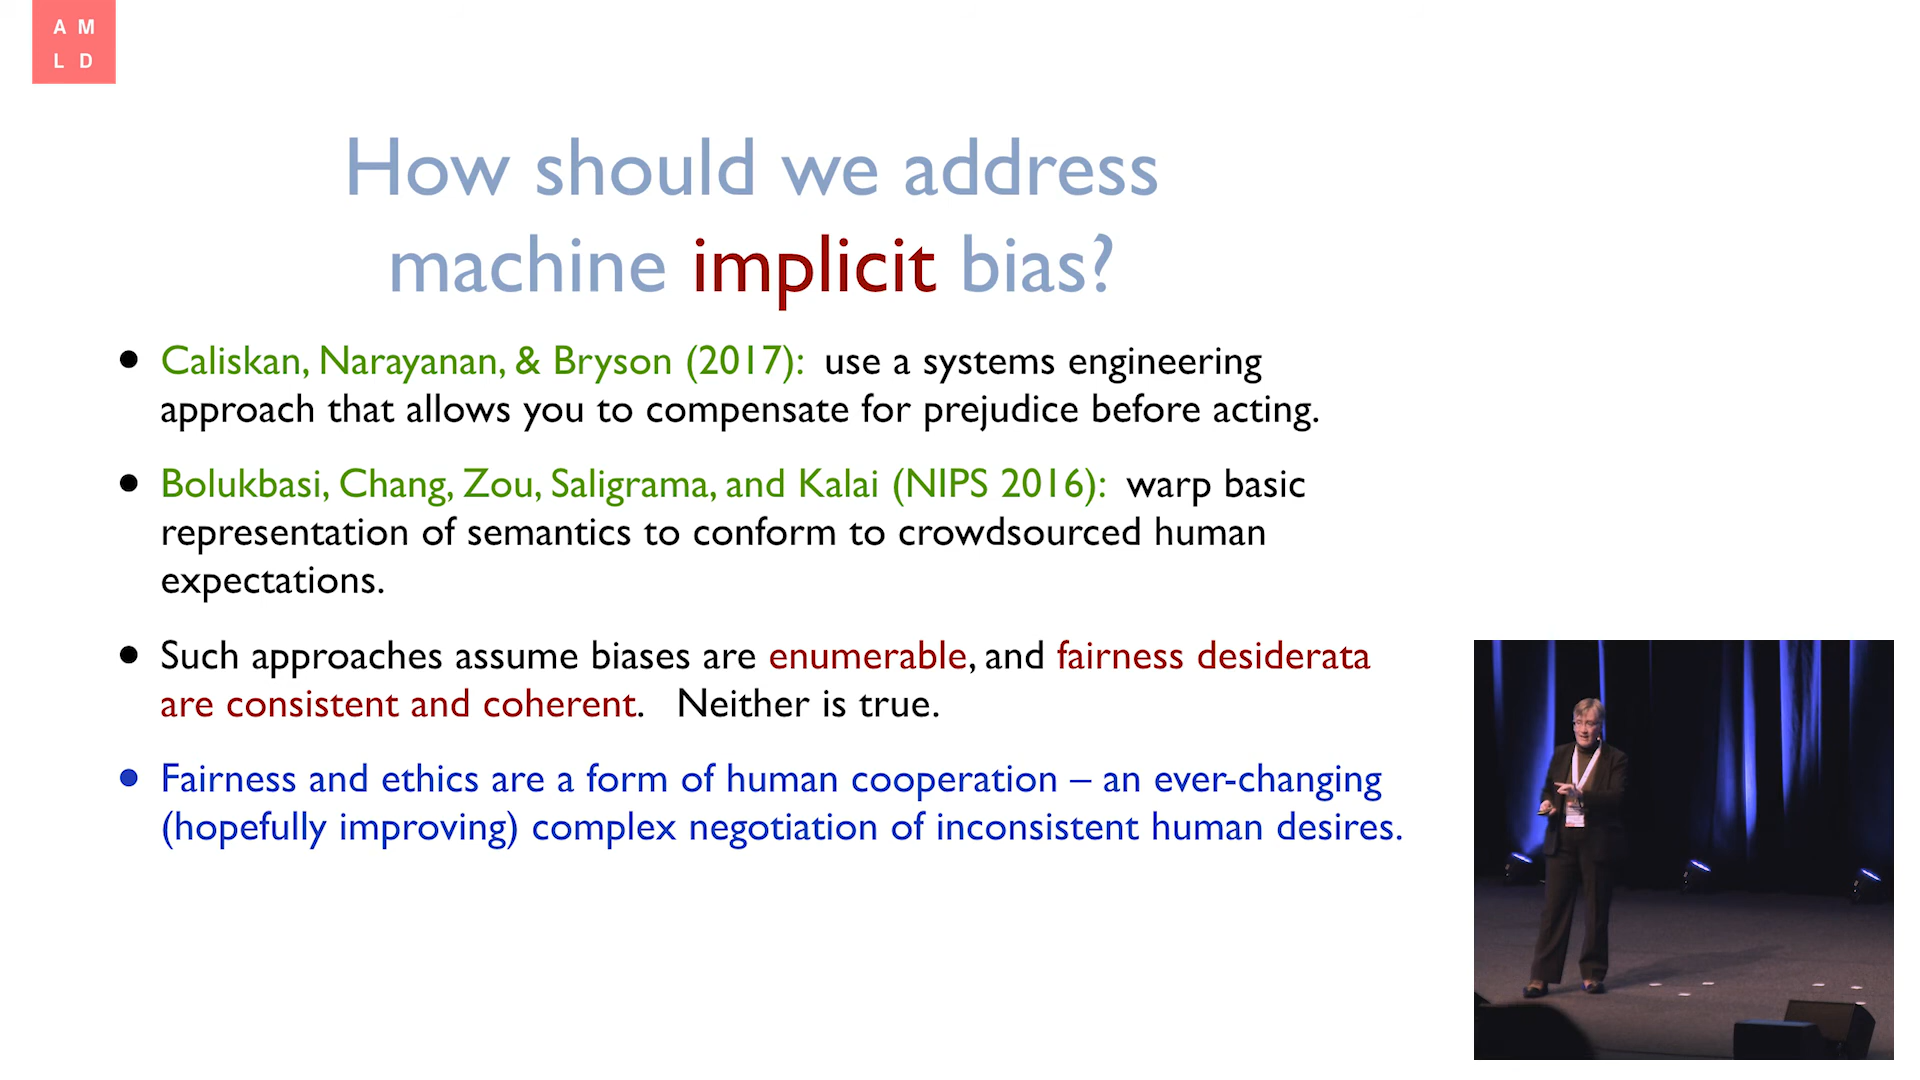 A M
L D
How should we address
machine implicit bias?
• Caliskan, Narayanan, & Bryson (2017): use a systems engineering
approach that allows you to compensate for prejudice before acting.
• Bolukbasi, Chang, Zou, Saligrama, and Kalai (NIPS 2016): warp basic
representation of semantics to conform to crowdsourced human
expectations.
• Such approaches assume biases are enumerable, and fairness desiderata
are consistent and coherent. Neither is true.
• Fairness and ethics are a form of human cooperation – an ever-changing
(hopefully improving) complex negotiation of inconsistent human desires.